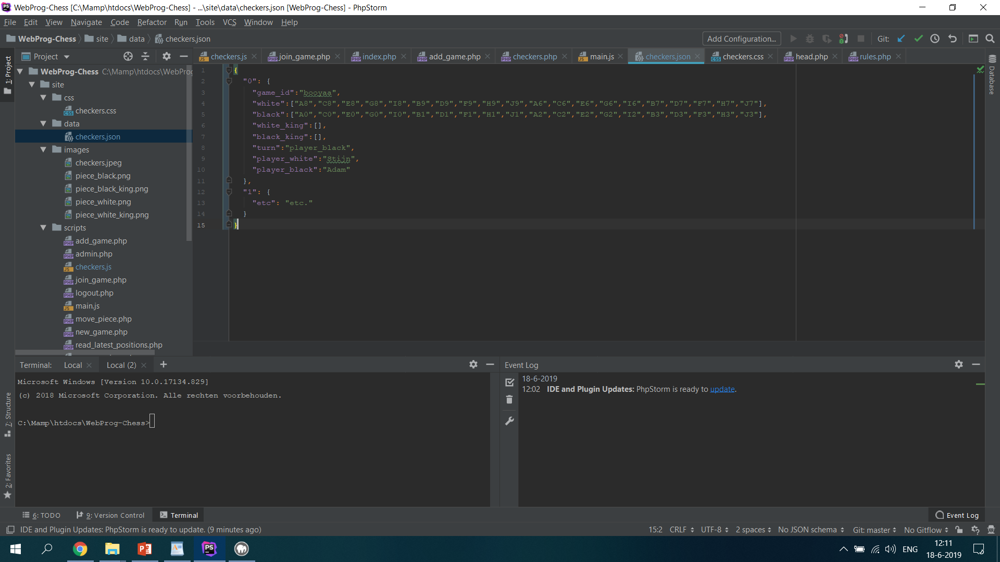 WebProg-Chess [C:\Mamp\htdocs\WebProg-Chess] - ...\site\data\checkers.json [WebProg-Chess] - PhpStorm
File Edit View Navigate Code Refactor Run Tools VCS Window Help
WebProg-Chess site data checkers.json Add Configuration... Git:
1: Project
Project
checkers.js join_game.php index.php add_game.php checkers.php main.js checkers.json checkers.css head.php rules.php
Database
WebProg-Chess C:\Mamp\htdocs\WebProg
site
css
checkers.css
data
checkers.json
images
checkers.jpeg
piece_black.png
piece_black_king.png
piece_white.png
piece_white_king.png
scripts
add_game.php
admin.php
checkers.js
join_game.php
logout.php
main.js
move_piece.php
new_game.php
read_latest_positions.php
1 {
2 "0": {
3 "game_id":"booyaa",
4 "white":["A8","C8","E8","G8","I8","B9","D9","F9","H9","J9","A6","C6","E6","G6","I6","B7","D7","F7","H7","J7"],
5 "black":["A0","C0","E0","G0","I0","B1","D1","F1","H1","J1","A2","C2","E2","G2","I2","B3","D3","F3","H3","J3"],
6 "white_king":[],
7 "black_king":[],
8 "turn":"player_black",
9 "player_white":"Stijn",
10 "player_black":"Adam"
11 },
12 "1": {
13 "etc": "etc."
14 }
15 }
Terminal: Local Local (2) +
Microsoft Windows [Version 10.0.17134.829]
(c) 2018 Microsoft Corporation. Alle rechten voorbehouden.
C:\Mamp\htdocs\WebProg-Chess>
Event Log
18-6-2019
12:02 IDE and Plugin Updates: PhpStorm is ready to update.
7: Structure
2: Favorites
6: TODO 9: Version Control Terminal Event Log
IDE and Plugin Updates: PhpStorm is ready to update. (9 minutes ago) 15:2 CRLF UTF-8 2 spaces No JSON schema Git: master No Gitflow
ENG 12:11
18-6-2019